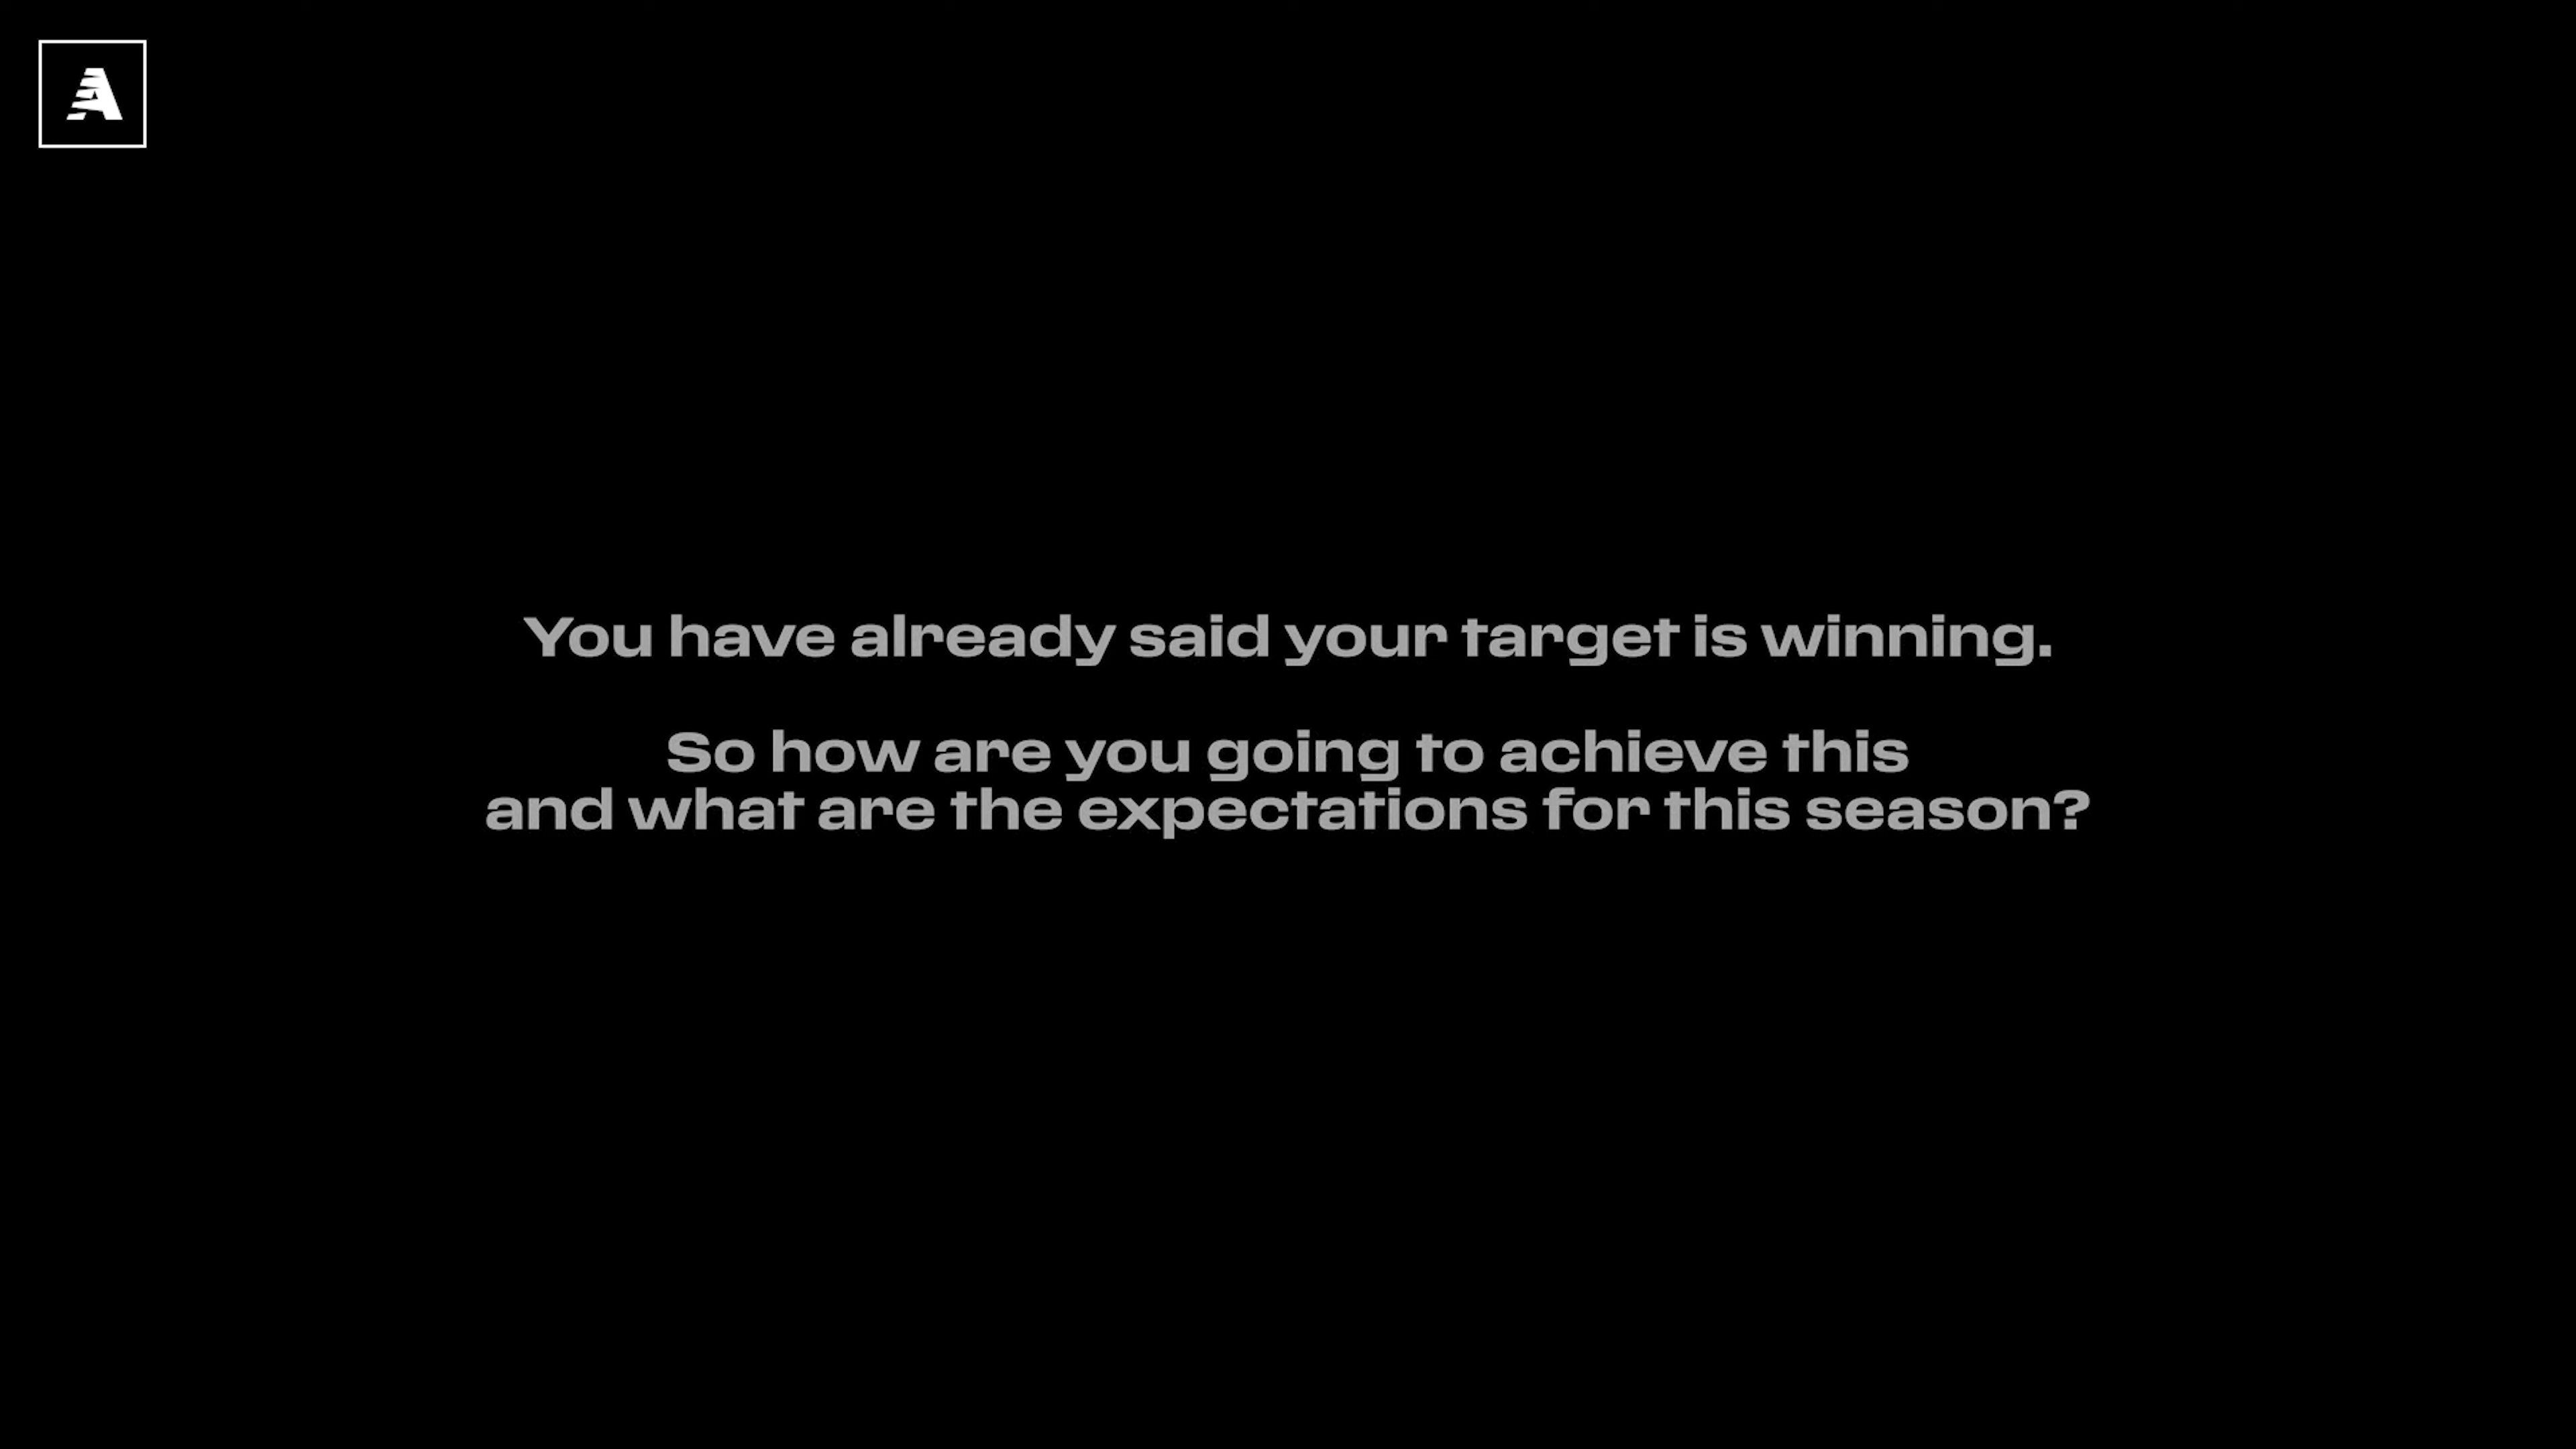 A
You have already said your target is winning.
So how are you going to achieve this
and what are the expectations for this season?